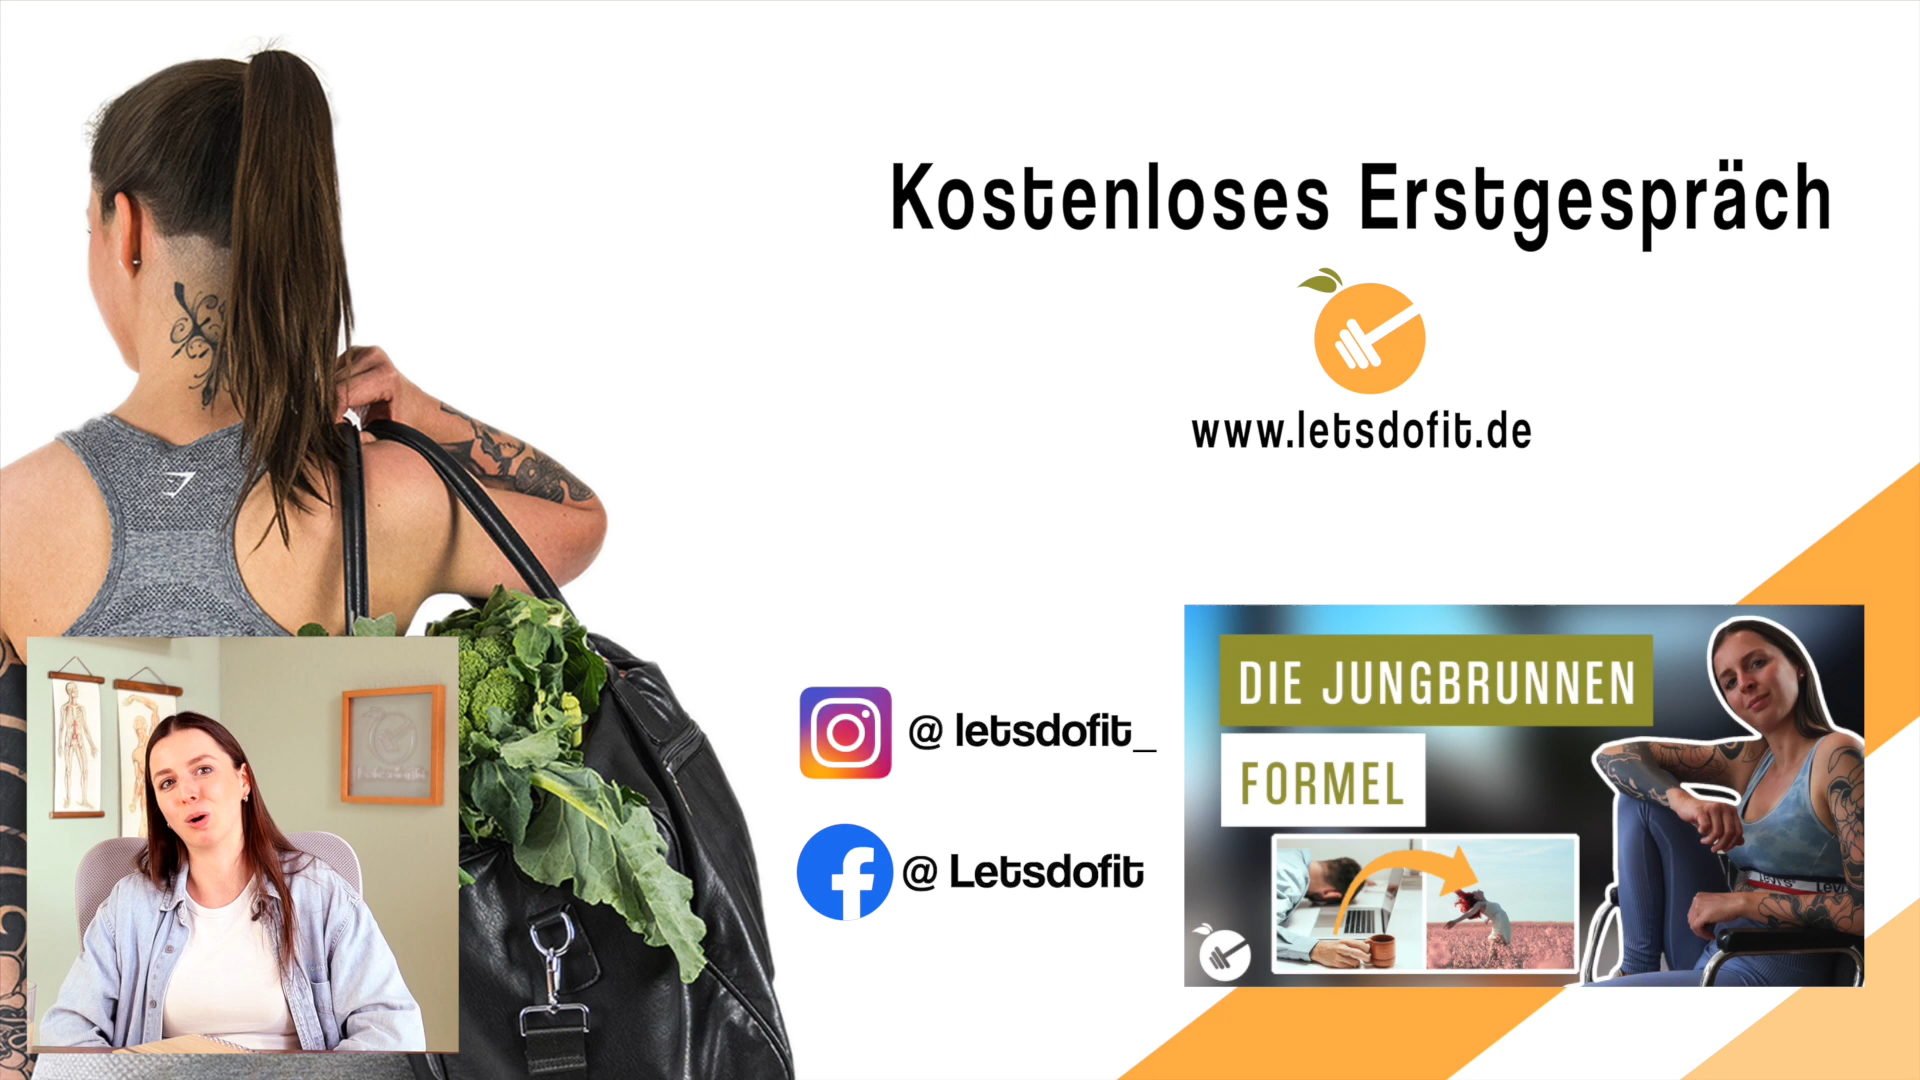 Kostenloses Erstgespräch
www.letsdofit.de
@ letsdofit_
@ Letsdofit
DIE JUNGBRUNNEN
FORMEL